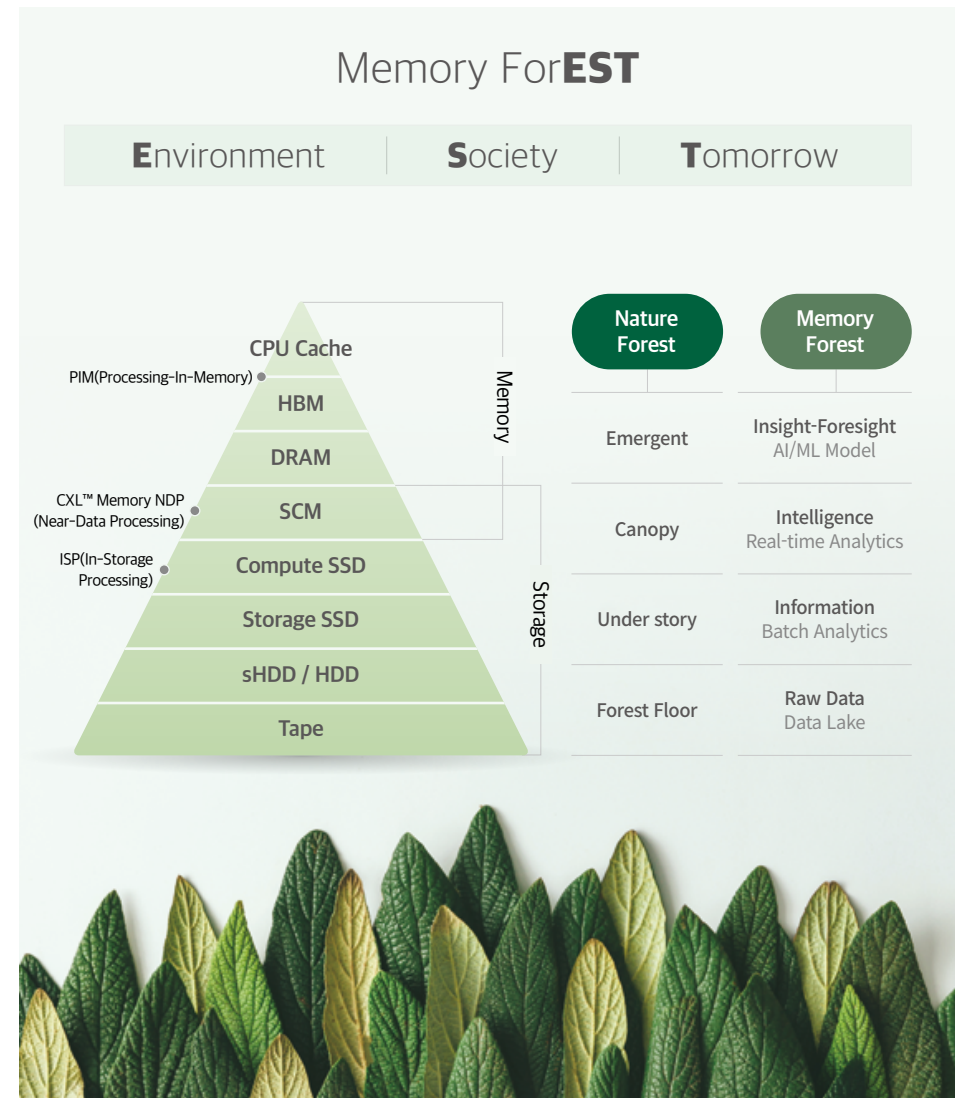 Memory ForEST
Environment
Society
Tomorrow
CPU Cache
PIM(Processing-In-Memory)
HBM
DRAM
CXL™ Memory NDP
(Near-Data Processing)
SCM
ISP(In-Storage
Processing)
Compute SSD
Storage SSD
sHDD / HDD
Tape
Memory
Storage
Nature
Forest
Memory
Forest
Emergent
Insight-Foresight
AI/ML Model
Canopy
Intelligence
Real-time Analytics
Under story
Information
Batch Analytics
Forest Floor
Raw Data
Data Lake